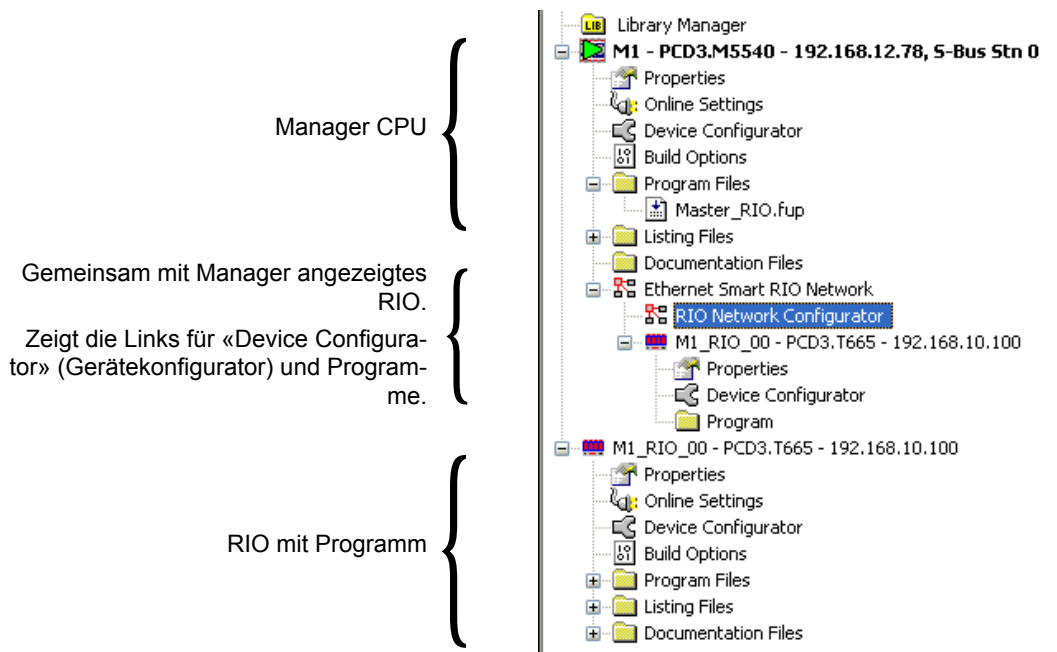 LIB Library Manager
M1 - PCD3.M5540 - 192.168.12.78, S-Bus Stn 0
Properties
Online Settings
Device Configurator
Build Options
Program Files
Master_RIO.fup
Listing Files
Documentation Files
Ethernet Smart RIO Network
RIO Network Configurator
M1_RIO_00 - PCD3.T665 - 192.168.10.100
Properties
Device Configurator
Program
M1_RIO_00 - PCD3.T665 - 192.168.10.100
Properties
Online Settings
Device Configurator
Build Options
Program Files
Listing Files
Documentation Files
Manager CPU
Gemeinsam mit Manager angezeigtes
RIO.
Zeigt die Links für «Device Configura-
tor» (Gerätekonfigurator) und Program-
me.
RIO mit Programm